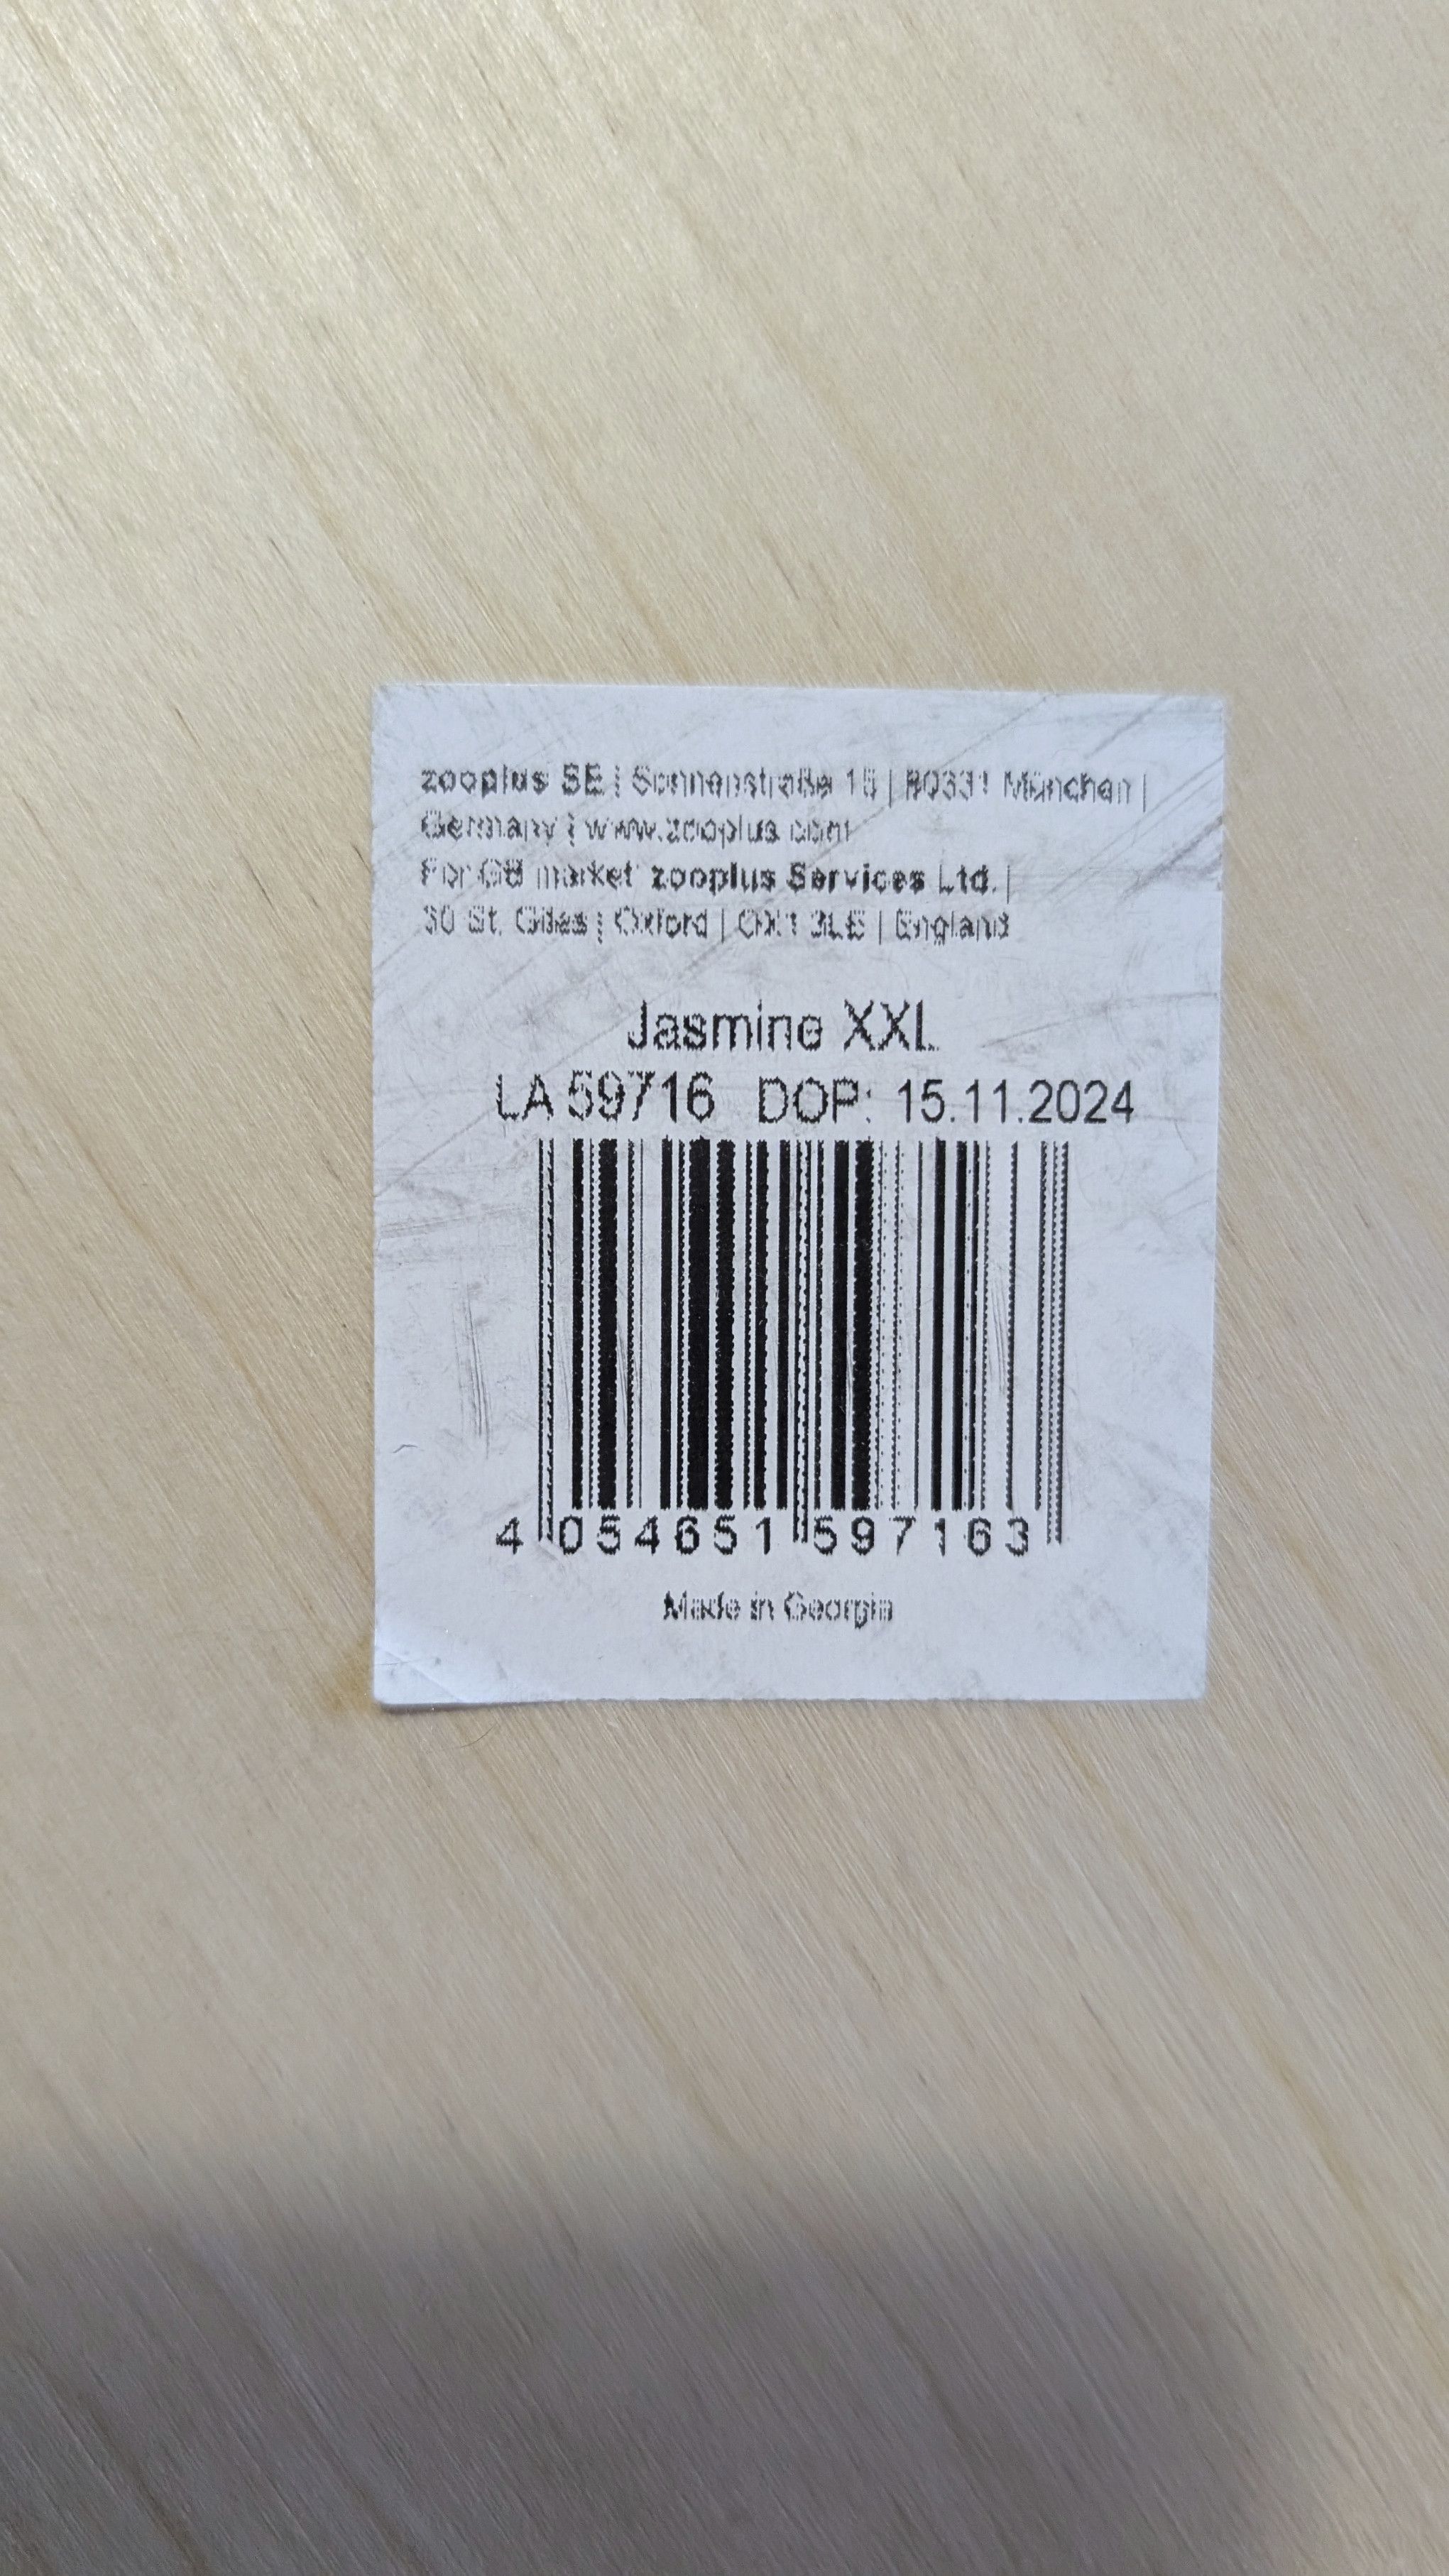 zooplus SE | Sonnenstraße 15 | 80331 München |
Germany | www.zooplus.com
For GB market zooplus Services Ltd. |
30 St. Giles | Oxford | OX1 3LE | England
Jasmine XXL
LA 59716 DOP: 15.11.2024
4 054651 597163
Made in Georgia